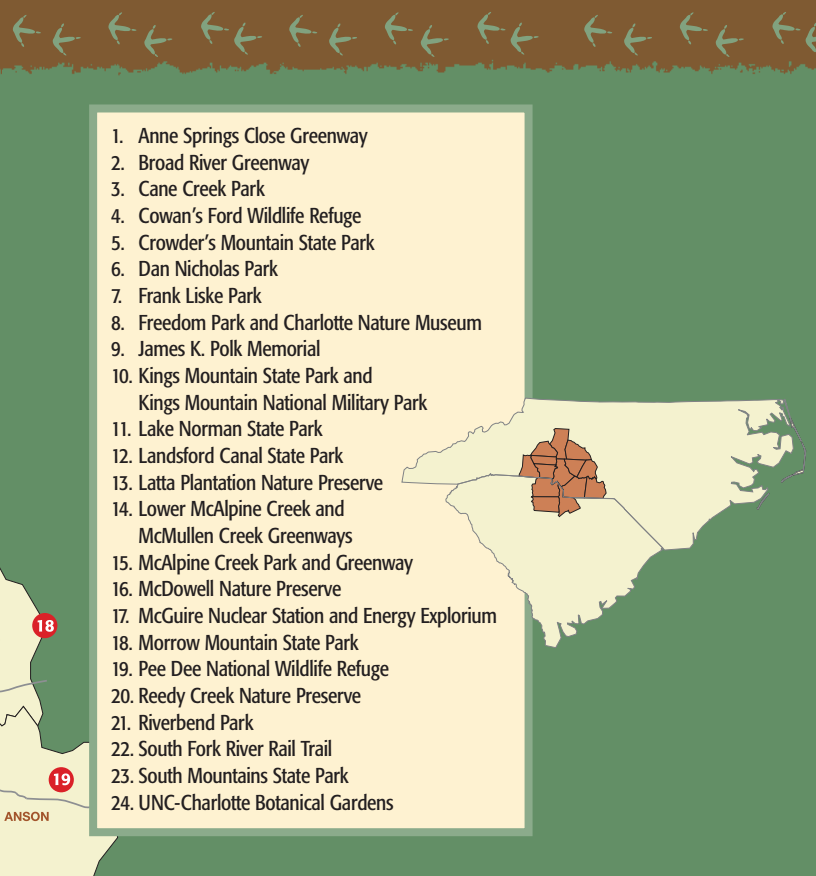 1. Anne Springs Close Greenway
2. Broad River Greenway
3. Cane Creek Park
4. Cowan's Ford Wildlife Refuge
5. Crowder's Mountain State Park
6. Dan Nicholas Park
7. Frank Liske Park
8. Freedom Park and Charlotte Nature Museum
9. James K. Polk Memorial
10. Kings Mountain State Park and
Kings Mountain National Military Park
11. Lake Norman State Park
12. Landsford Canal State Park
13. Latta Plantation Nature Preserve
14. Lower McAlpine Creek and
McMullen Creek Greenways
15. McAlpine Creek Park and Greenway
16. McDowell Nature Preserve
17. McGuire Nuclear Station and Energy Explorium
18. Morrow Mountain State Park
19. Pee Dee National Wildlife Refuge
20. Reedy Creek Nature Preserve
21. Riverbend Park
22. South Fork River Rail Trail
23. South Mountains State Park
24. UNC-Charlotte Botanical Gardens
18
19
ANSON